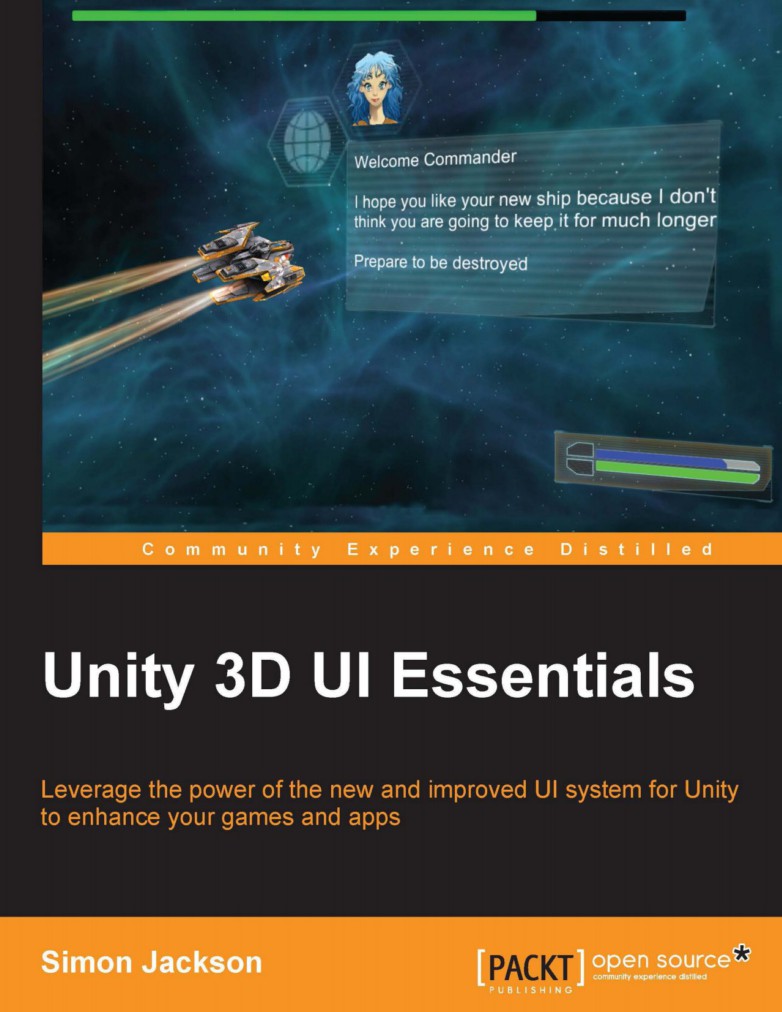 Welcome Commander
I hope you like your new ship because I don't
think you are going to keep it for much longer
Prepare to be destroyed
Community Experience Distilled
Unity 3D UI Essentials
Leverage the power of the new and improved UI system for Unity
to enhance your games and apps
Simon Jackson
[PACKT] open source*
PUBLISHING community experience distilled